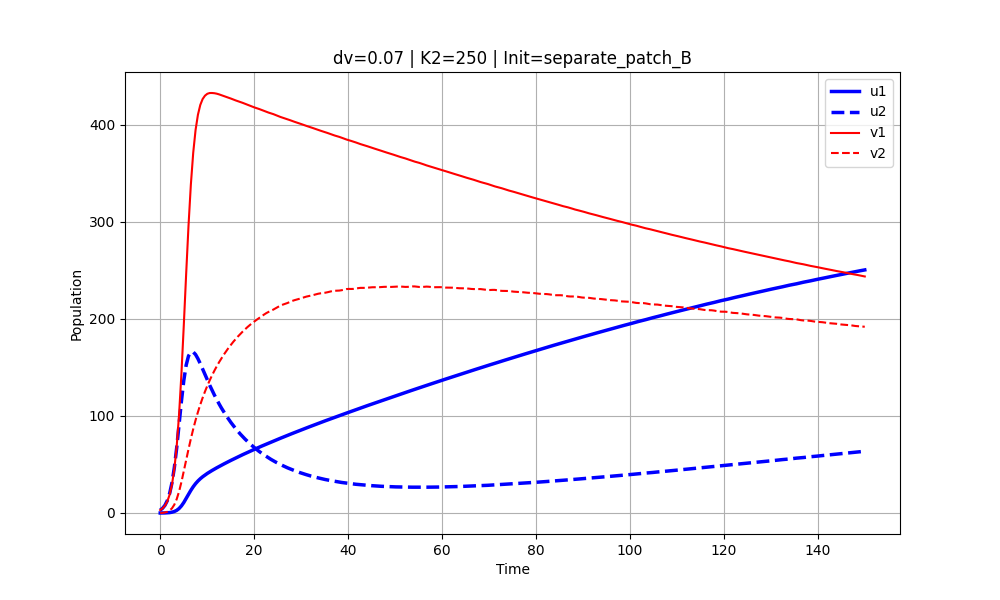 dv=0.07 | K2=250 | Init=separate_patch_B
u1
u2
v1
v2
400
300
200
100
0
Population
0 20 40 60 80 100 120 140
Time